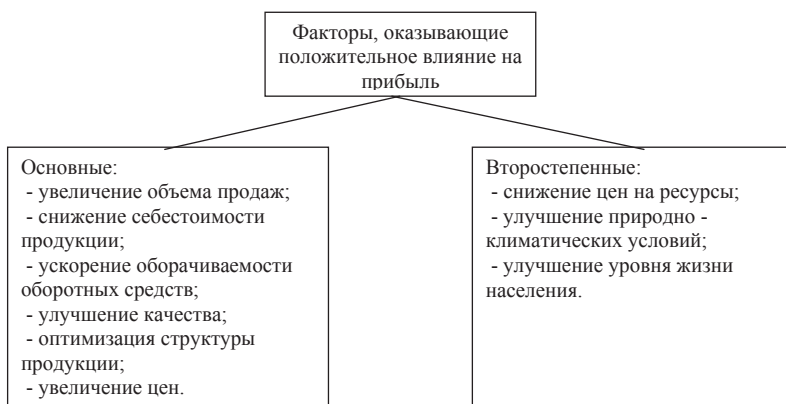 Факторы, оказывающие
положительное влияние на
прибыль
Основные:
- увеличение объема продаж;
- снижение себестоимости
продукции;
- ускорение оборачиваемости
оборотных средств;
- улучшение качества;
- оптимизация структуры
продукции;
- увеличение цен.
Второстепенные:
- снижение цен на ресурсы;
- улучшение природно -
климатических условий;
- улучшение уровня жизни
населения.